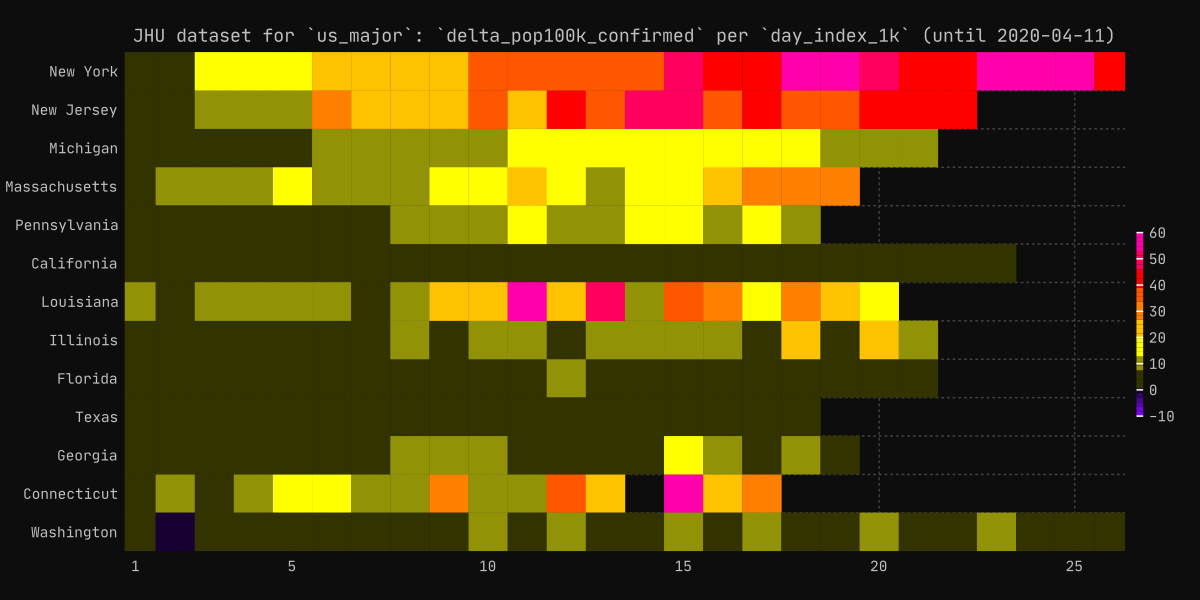 JHU dataset for `us_major`: `delta_pop100k_confirmed` per `day_index_1k` (until 2020-04-11)
New York
New Jersey
Michigan
Massachusetts
Pennsylvania
California
Louisiana
Illinois
Florida
Texas
Georgia
Connecticut
Washington
1 5 10 15 20 25
60
50
40
30
20
10
0
-10